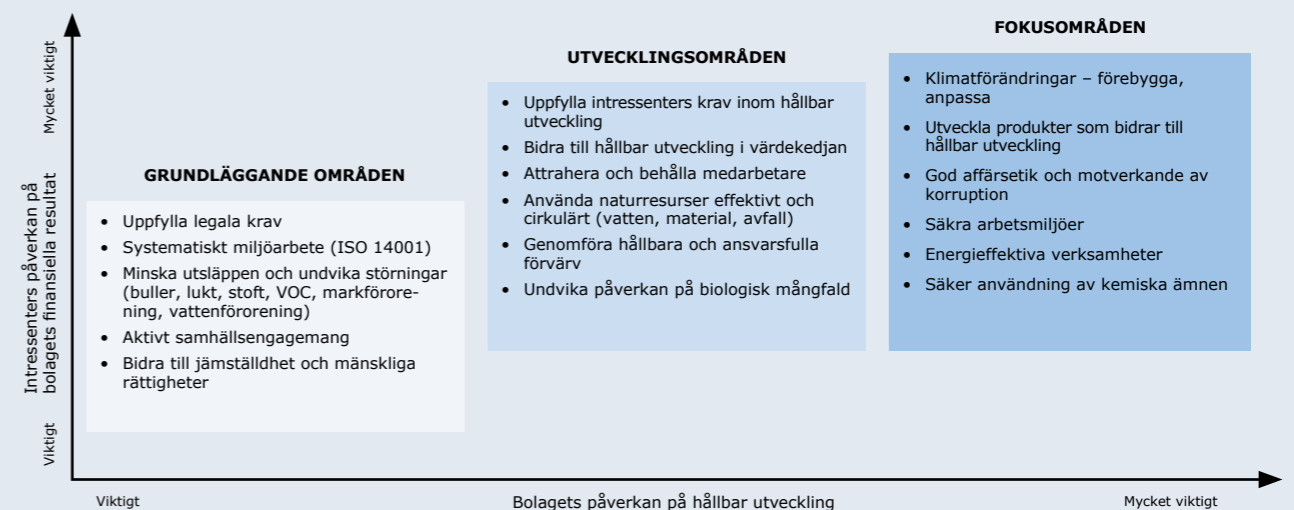 FOKUSOMRÅDEN
• Klimatförändringar – förebygga,
anpassa
• Utveckla produkter som bidrar till
hållbar utveckling
• God affärsetik och motverkande av
korruption
• Säkra arbetsmiljöer
• Energieffektiva verksamheter
• Säker användning av kemiska ämnen
UTVECKLINGSOMRÅDEN
• Uppfylla intressenters krav inom hållbar
utveckling
• Bidra till hållbar utveckling i värdekedjan
• Attrahera och behålla medarbetare
• Använda naturresurser effektivt och
cirkulärt (vatten, material, avfall)
• Genomföra hållbara och ansvarsfulla
förvärv
• Undvika påverkan på biologisk mångfald
GRUNDLÄGGANDE OMRÅDEN
• Uppfylla legala krav
• Systematiskt miljöarbete (ISO 14001)
• Minska utsläppen och undvika störningar
(buller, lukt, stoft, VOC, markförore-
ning, vattenförorening)
• Aktivt samhällsengagemang
• Bidra till jämställdhet och mänskliga
rättigheter
Mycket viktigt
Intressenters påverkan på
bolagets finansiella resultat
Viktigt
Viktigt
Bolagets påverkan på hållbar utveckling
Mycket viktigt